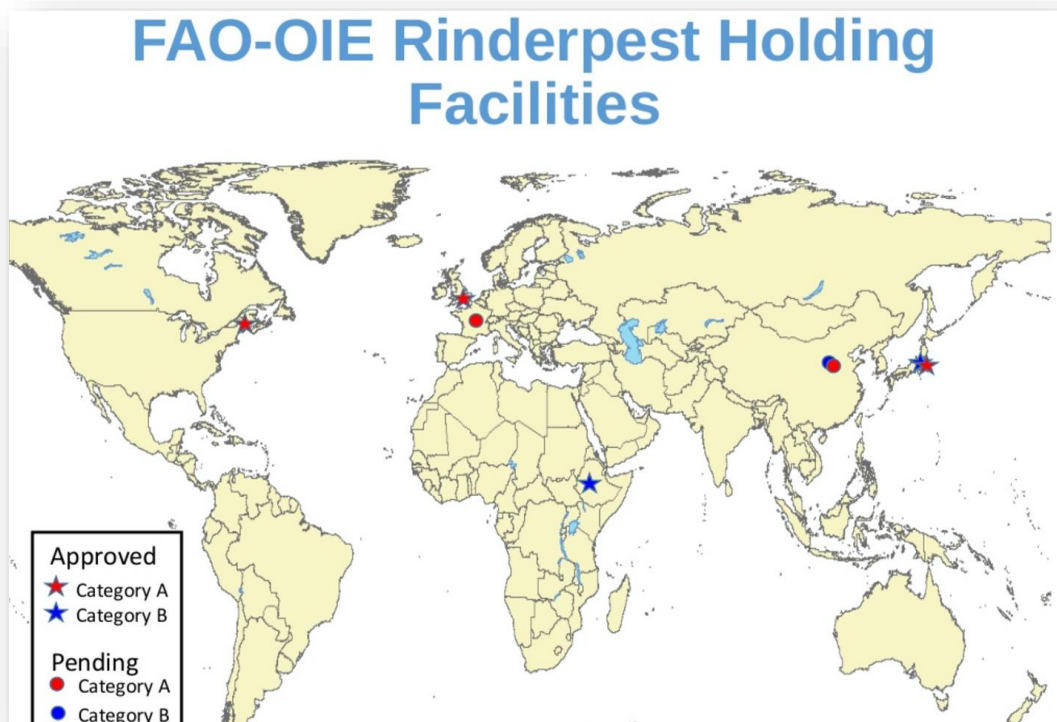 FAO-OIE Rinderpest Holding
Facilities
Approved
Category A
Category B
Pending
Category A
Category B